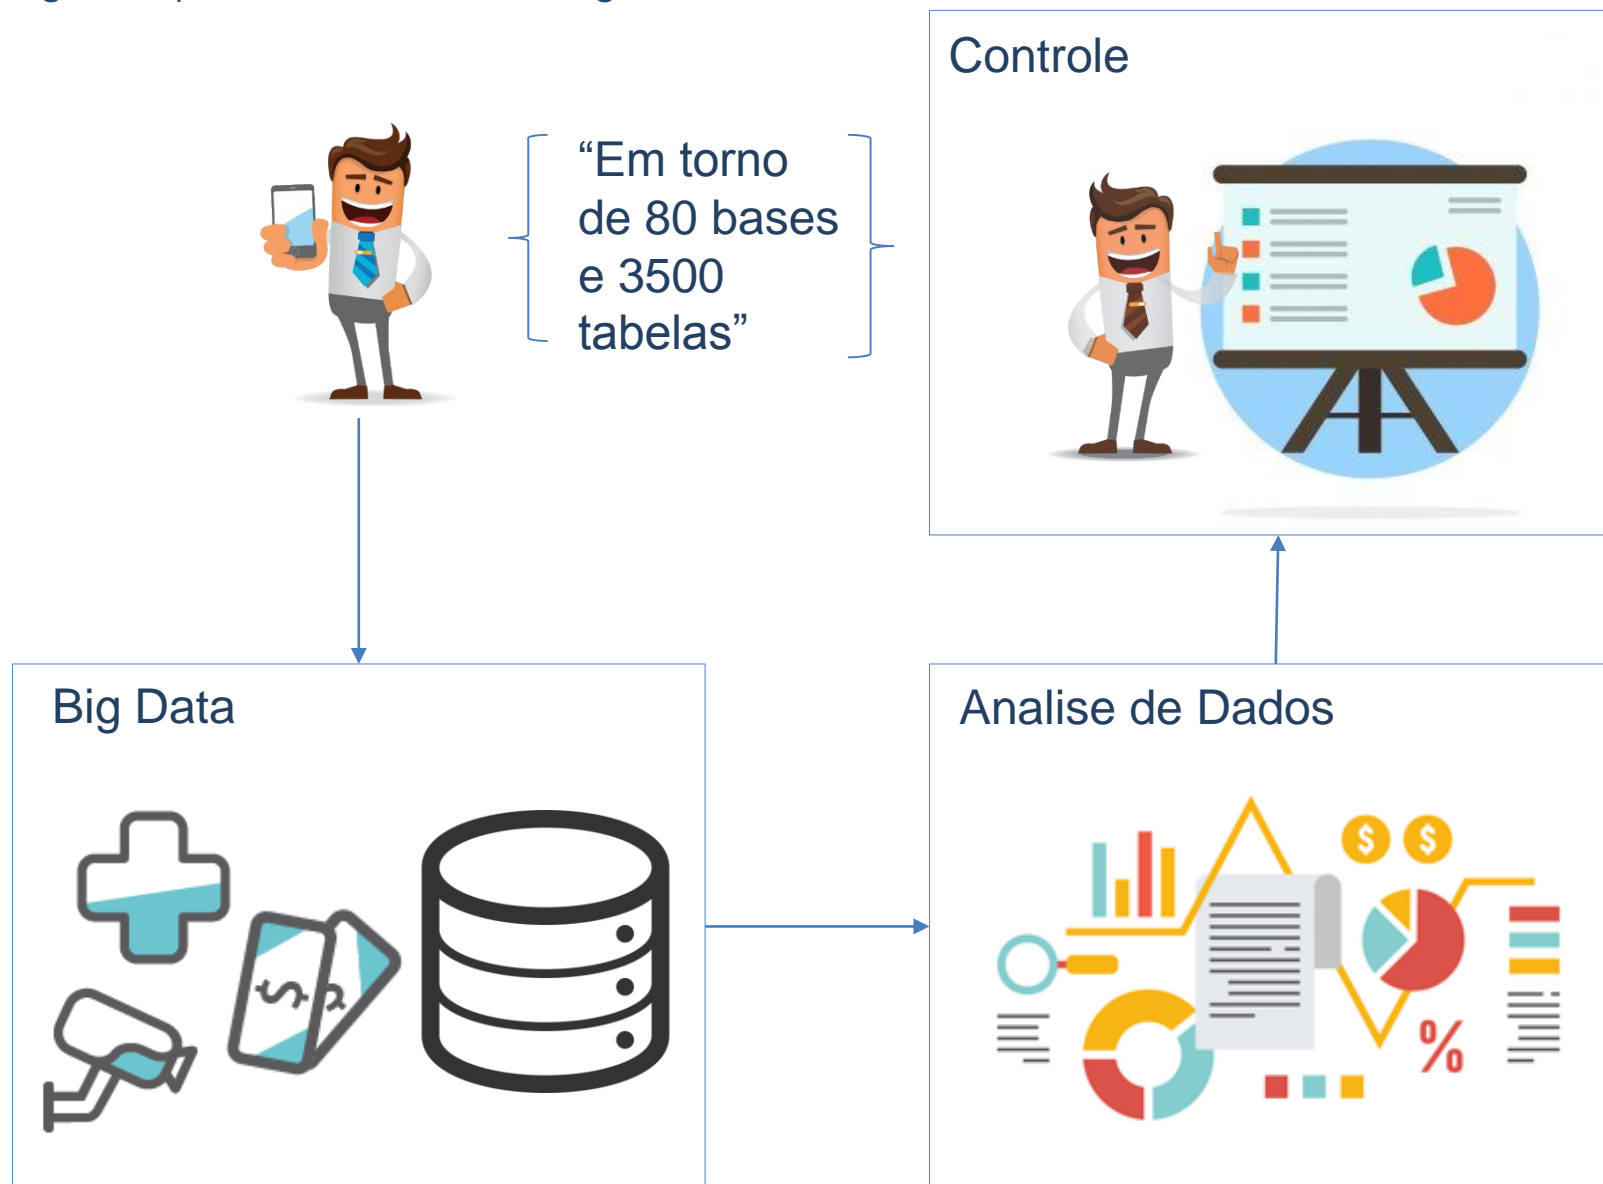 Controle
“Em torno
de 80 bases
e 3500
tabelas”
Big Data
Analise de Dados
$ $
$
%